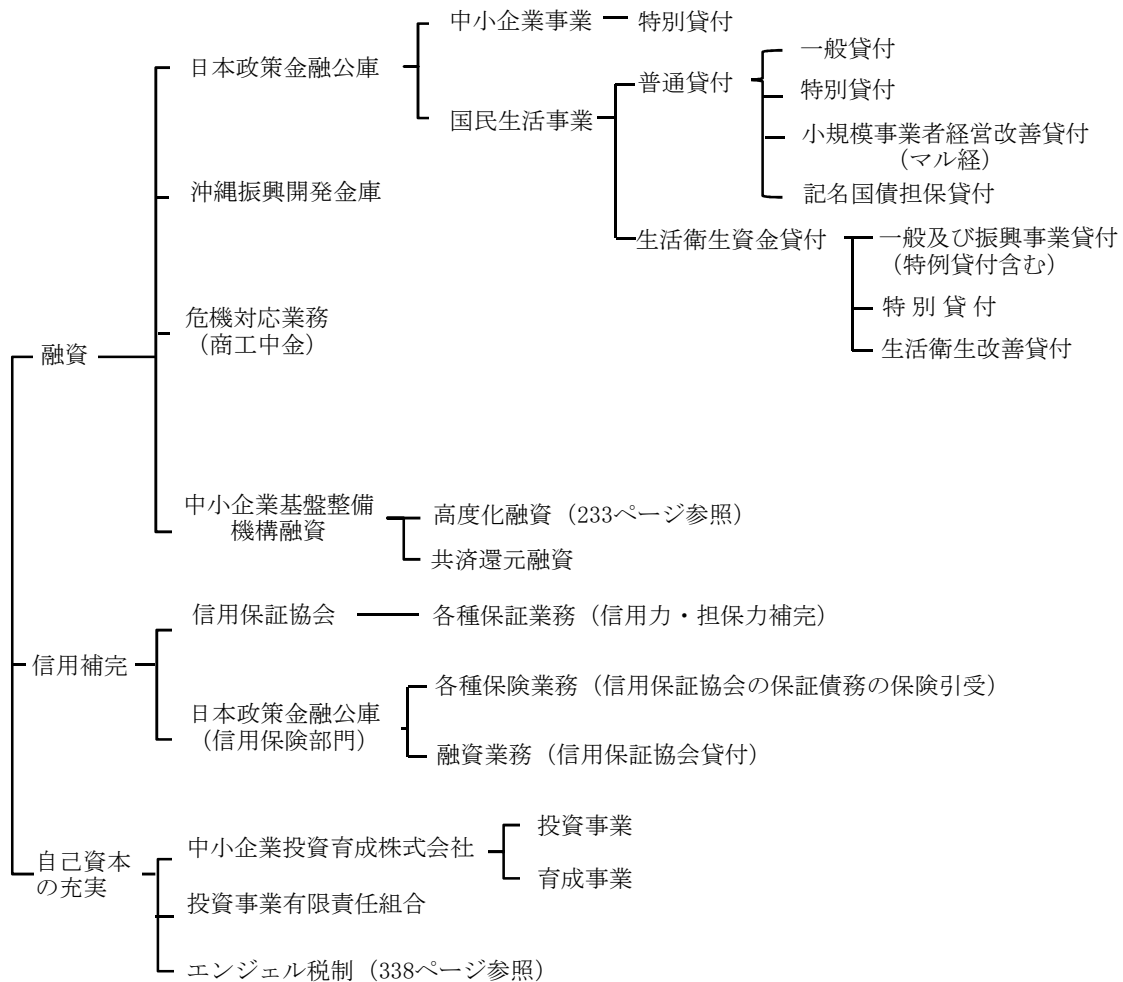 中小企業事業
特別貸付
日本政策金融公庫
国民生活事業
普通貸付
一般貸付
特別貸付
小規模事業者経営改善貸付
(マル経)
記名国債担保貸付
生活衛生資金貸付
一般及び振興事業貸付
(特例貸付含む)
特別貸付
生活衛生改善貸付
沖縄振興開発金庫
危機対応業務
(商工中金)
融資
中小企業基盤整備
機構融資
高度化融資(233ページ参照)
共済還元融資
信用保証協会
各種保証業務(信用力・担保力補完)
信用補完
日本政策金融公庫
(信用保険部門)
各種保険業務(信用保証協会の保証債務の保険引受)
融資業務(信用保証協会貸付)
自己資本
の充実
中小企業投資育成株式会社
投資事業
育成事業
投資事業有限責任組合
エンジェル税制(338ページ参照)